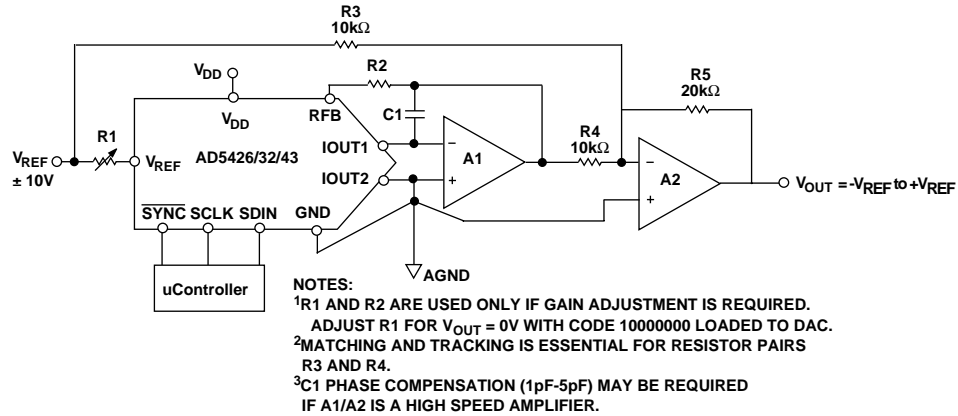 R3
10kΩ
R2
R5
20kΩ
VDD
VDD
RFB
C1
R1
AD5426/32/43
IOUT1
A1
R4
10kΩ
VREF
± 10V
VREF
IOUT2
A2
VOUT = -VREF to +VREF
SYNC SCLK SDIN
GND
uController
AGND
NOTES:
1R1 AND R2 ARE USED ONLY IF GAIN ADJUSTMENT IS REQUIRED.
ADJUST R1 FOR VOUT = 0V WITH CODE 10000000 LOADED TO DAC.
2MATCHING AND TRACKING IS ESSENTIAL FOR RESISTOR PAIRS
R3 AND R4.
3C1 PHASE COMPENSATION (1pF-5pF) MAY BE REQUIRED
IF A1/A2 IS A HIGH SPEED AMPLIFIER.